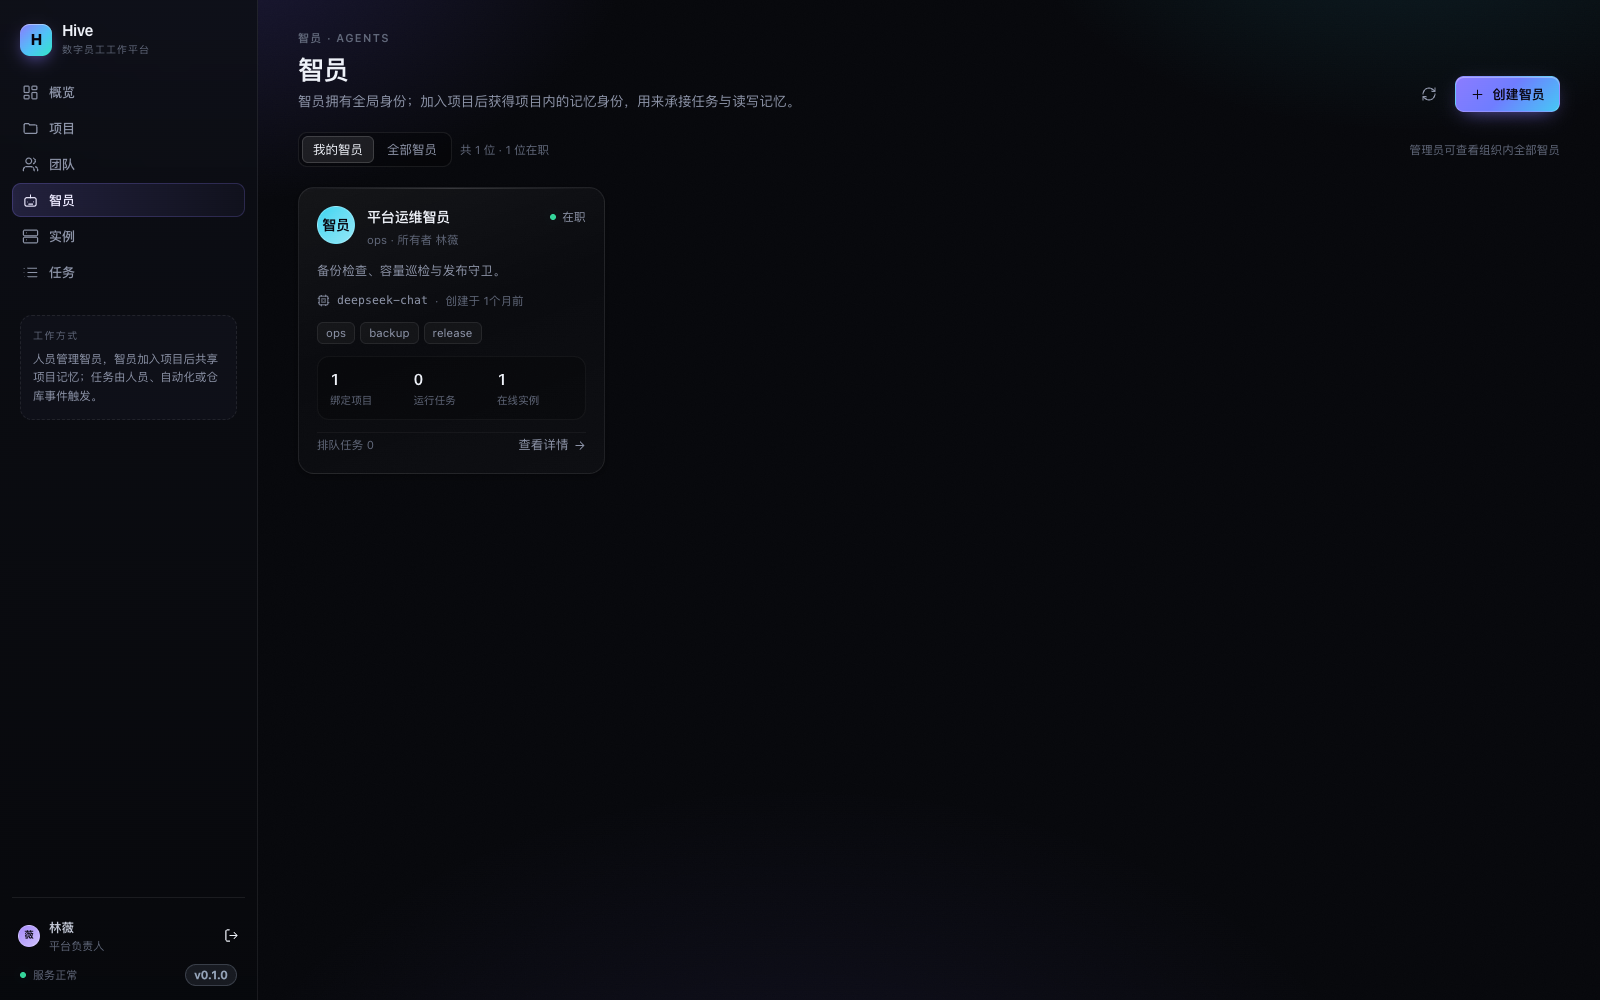 H
Hive
数字员工工作平台
概览
项目
团队
智员
实例
任务
工作方式
人员管理智员，智员加入项目后共享
项目记忆；任务由人员、自动化或仓
库事件触发。
薇
林薇
平台负责人
服务正常
v0.1.0
智员 · AGENTS
智员
智员拥有全局身份；加入项目后获得项目内的记忆身份，用来承接任务与读写记忆。
创建智员
我的智员
全部智员
共 1 位 · 1 位在职
管理员可查看组织内全部智员
智员
平台运维智员
在职
ops · 所有者 林薇
备份检查、容量巡检与发布守卫。
deepseek-chat · 创建于 1个月前
ops
backup
release
1
0
1
绑定项目
运行任务
在线实例
排队任务 0
查看详情 →